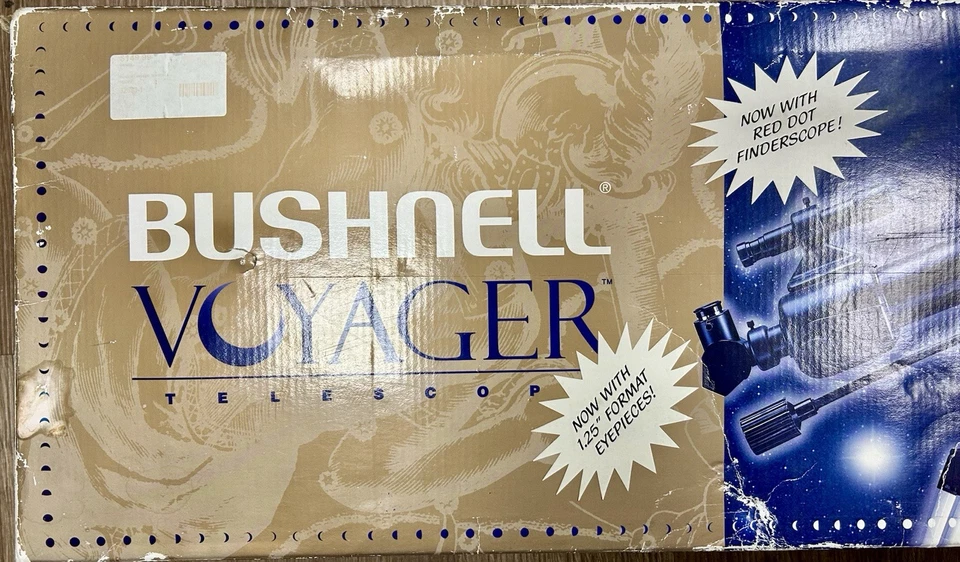 BUSHNELL®
VOYAGER™
TELESCOP
NOW WITH
RED DOT
FINDERSCOPE!
NOW WITH
1.25" FORMAT
EYEPIECES!